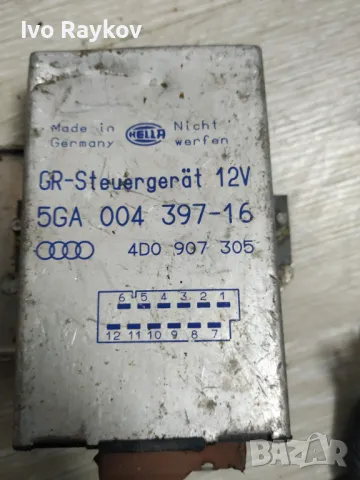 Ivo Raykov
Made in Germany
HELLA
Nicht werfen
GR-Steuergerät 12V
5GA 004 397-16
4D0 907 305
6 5 4 3 2 1
12 11 10 9 8 7
BAZAR